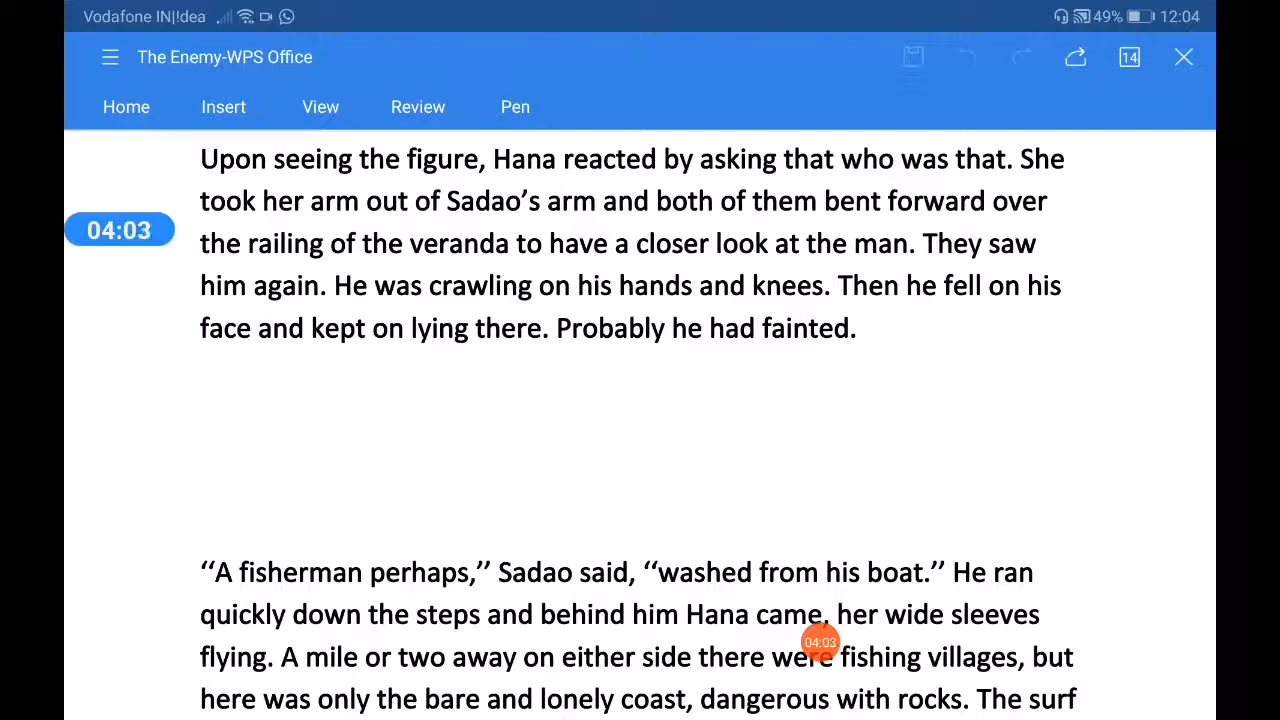 Vodafone IN|!dea 49% 12:04
The Enemy-WPS Office 14
Home Insert View Review Pen
Upon seeing the figure, Hana reacted by asking that who was that. She
took her arm out of Sadao’s arm and both of them bent forward over
04:03
the railing of the veranda to have a closer look at the man. They saw
him again. He was crawling on his hands and knees. Then he fell on his
face and kept on lying there. Probably he had fainted.
‘‘A fisherman perhaps,’’ Sadao said, ‘‘washed from his boat.’’ He ran
quickly down the steps and behind him Hana came, her wide sleeves
04:03
flying. A mile or two away on either side there were fishing villages, but
here was only the bare and lonely coast, dangerous with rocks. The surf